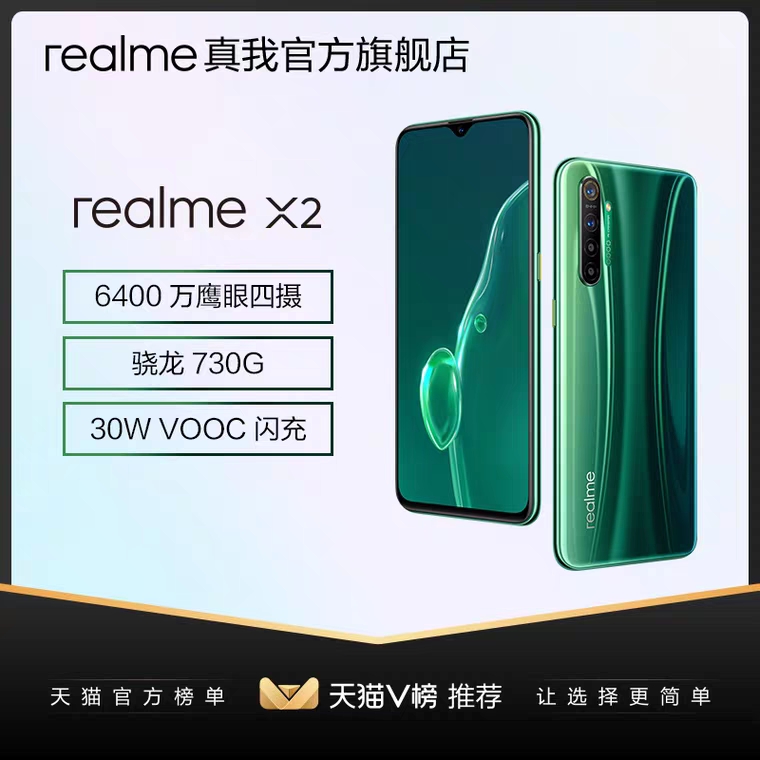 realme 真我官方旗舰店
realme X2
6400 万鹰眼四摄
骁龙 730G
30W VOOC 闪充
realme
天猫官方榜单
天猫V榜 推荐
让选择更简单